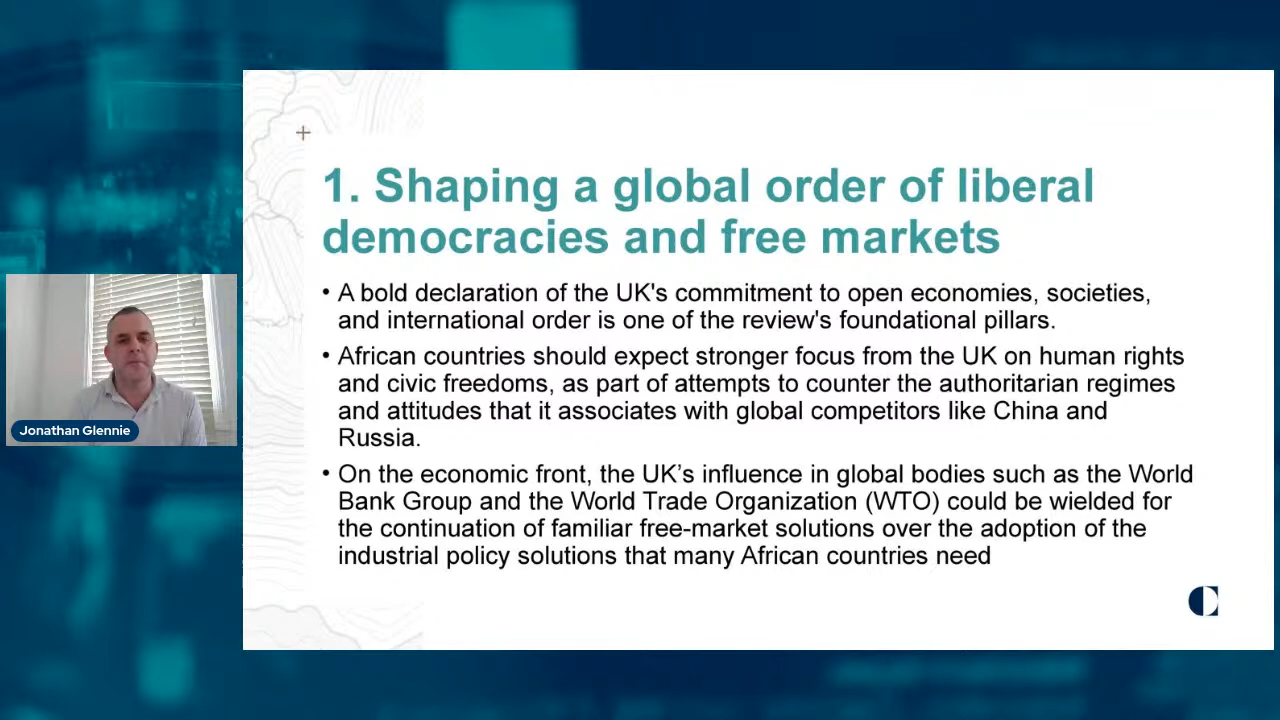 1. Shaping a global order of liberal
democracies and free markets
• A bold declaration of the UK's commitment to open economies, societies,
and international order is one of the review's foundational pillars.
• African countries should expect stronger focus from the UK on human rights
and civic freedoms, as part of attempts to counter the authoritarian regimes
and attitudes that it associates with global competitors like China and
Russia.
• On the economic front, the UK’s influence in global bodies such as the World
Bank Group and the World Trade Organization (WTO) could be wielded for
the continuation of familiar free-market solutions over the adoption of the
industrial policy solutions that many African countries need
Jonathan Glennie